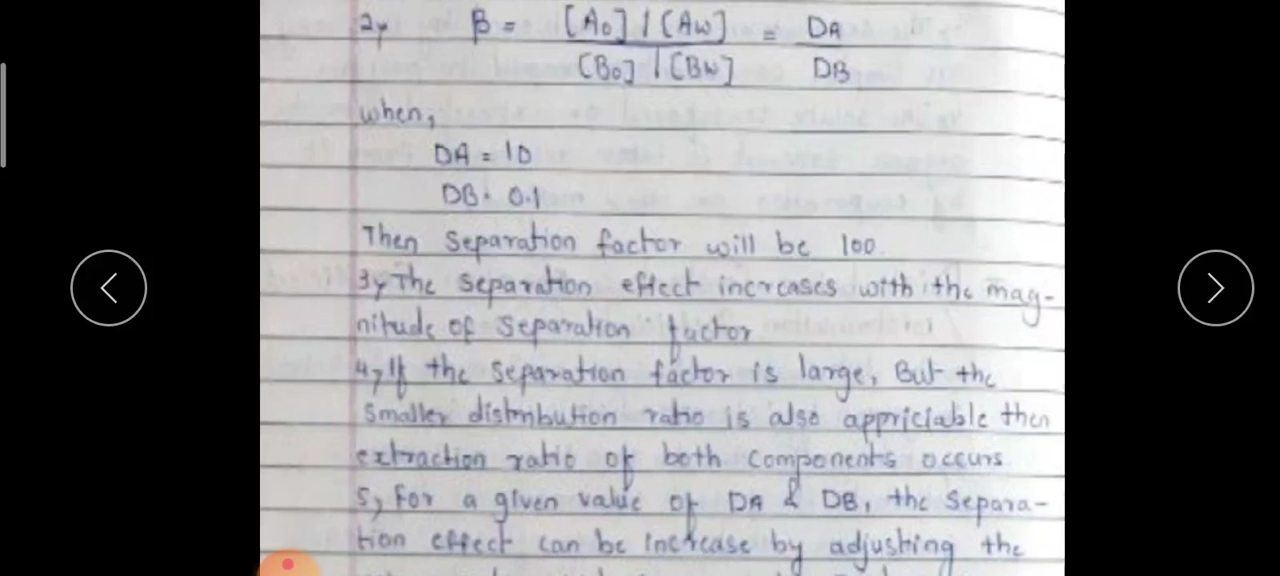 2y β = [Ao] / [Aw] = DA
[Bo] / [Bw] DB
when,
DA = 10
DB = 0.1
Then separation factor will be 100.
3y The separation effect increases with the mag-
nitude of separation factor
4, If the separation factor is large, But the
smaller distribution ratio is also appriciable then
extraction ratio of both components occurs
5, For a given value of DA & DB, the separa-
tion effect can be increase by adjusting the